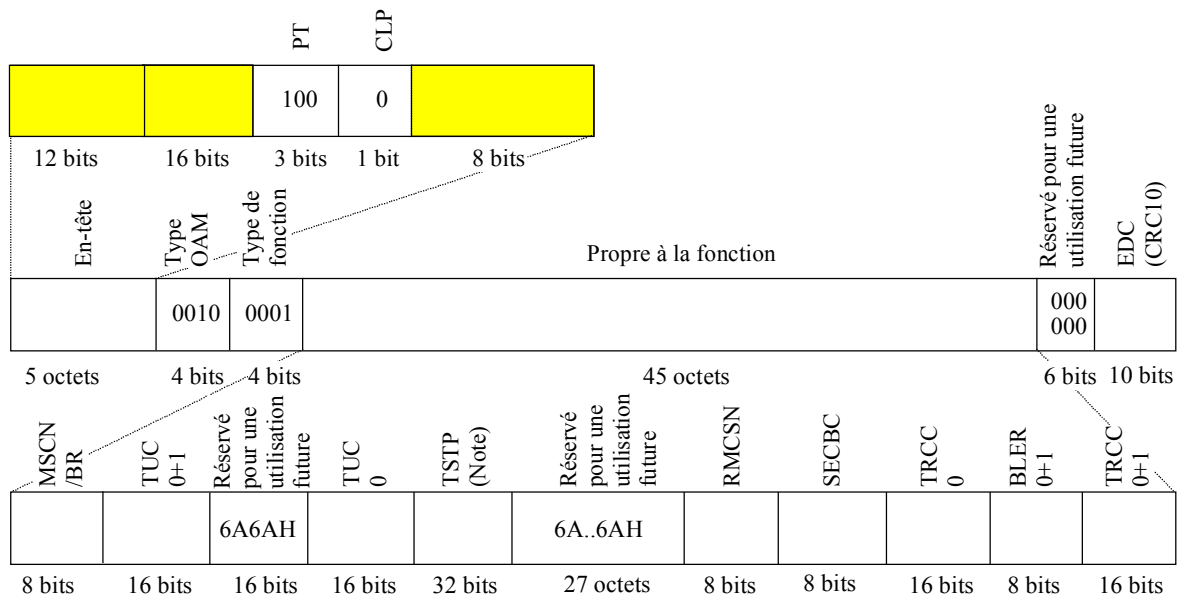 PT
CLP
100
0
12 bits
16 bits
3 bits
1 bit
8 bits
En-tête
Type
OAM
Type de
fonction
Propre à la fonction
Réservé pour une
utilisation future
EDC
(CRC10)
0010
0001
000
000
5 octets
4 bits
4 bits
45 octets
6 bits
10 bits
MSCN
/BR
TUC
0+1
Réservé
pour une
utilisation
future
TUC
0
TSTP
(Note)
Réservé
pour une
utilisation
future
RMCSN
SECBC
TRCC
0
BLER
0+1
TRCC
0+1
6A6AH
6A..6AH
8 bits
16 bits
16 bits
16 bits
32 bits
27 octets
8 bits
8 bits
16 bits
8 bits
16 bits